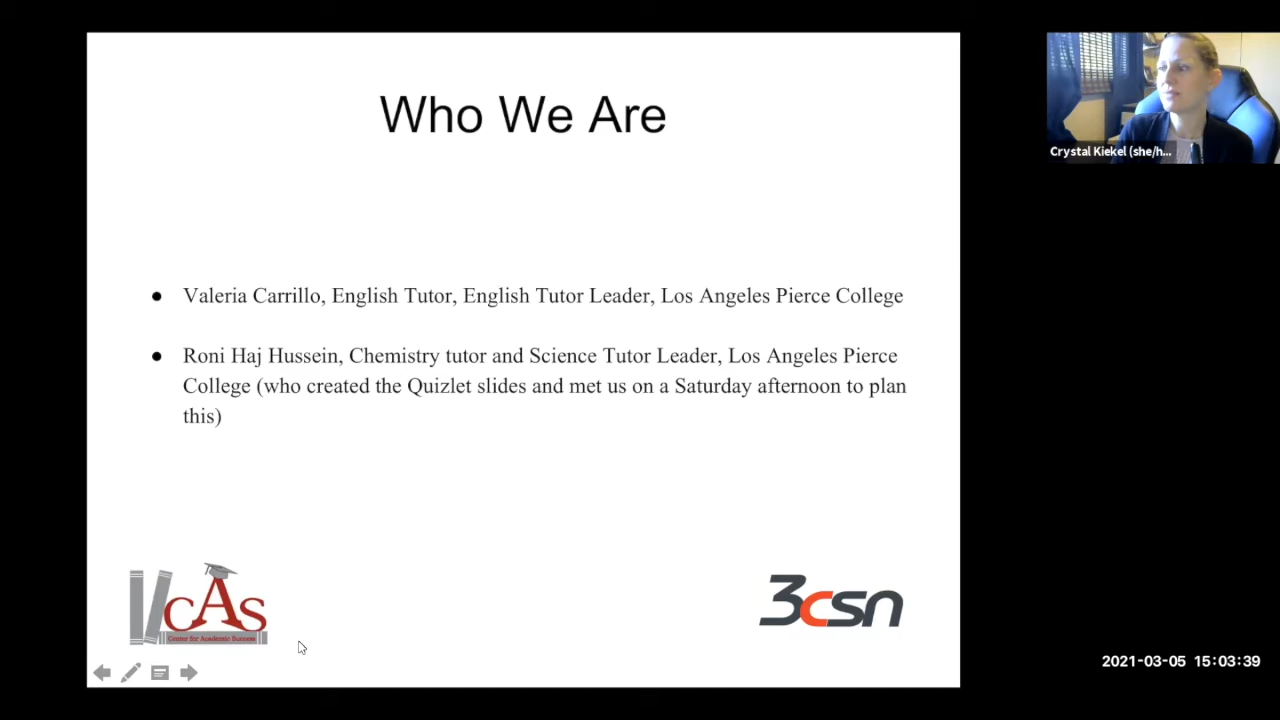 Who We Are
Crystal Kiekel (she/h...
● Valeria Carrillo, English Tutor, English Tutor Leader, Los Angeles Pierce College
● Roni Haj Hussein, Chemistry tutor and Science Tutor Leader, Los Angeles Pierce
College (who created the Quizlet slides and met us on a Saturday afternoon to plan
this)
cAs
Center for Academic Success
3csn
2021-03-05 15:03:39